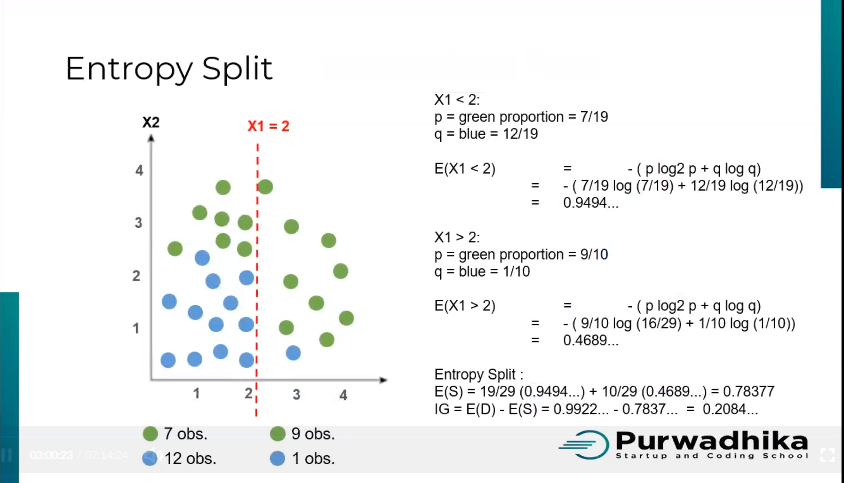 Entropy Split
X2
X1 = 2
4
3
2
1
1
2
3
4
7 obs.
9 obs.
12 obs.
1 obs.
X1 < 2:
p = green proportion = 7/19
q = blue = 12/19
E(X1 < 2) = - ( p log2 p + q log q)
= - ( 7/19 log (7/19) + 12/19 log (12/19))
= 0.9494...
X1 > 2:
p = green proportion = 9/10
q = blue = 1/10
E(X1 > 2) = - ( p log2 p + q log q)
= - ( 9/10 log (16/29) + 1/10 log (1/10))
= 0.4689...
Entropy Split :
E(S) = 19/29 (0.9494...) + 10/29 (0.4689...) = 0.78377
IG = E(D) - E(S) = 0.9922... - 0.7837... = 0.2084...
Purwadhika
Startup and Coding School
03:00:23 / 07:14:24